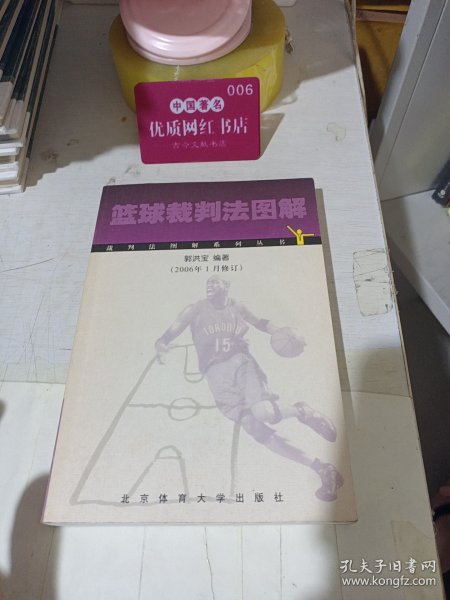 006
中国著名
优质网红书店
古今文献书店
篮球裁判法图解
裁判法图解系列丛书
郭洪宝 编著
(2006年1月修订)
TORONTO
15
北京体育大学出版社
孔夫子旧书网
www.kongfz.com